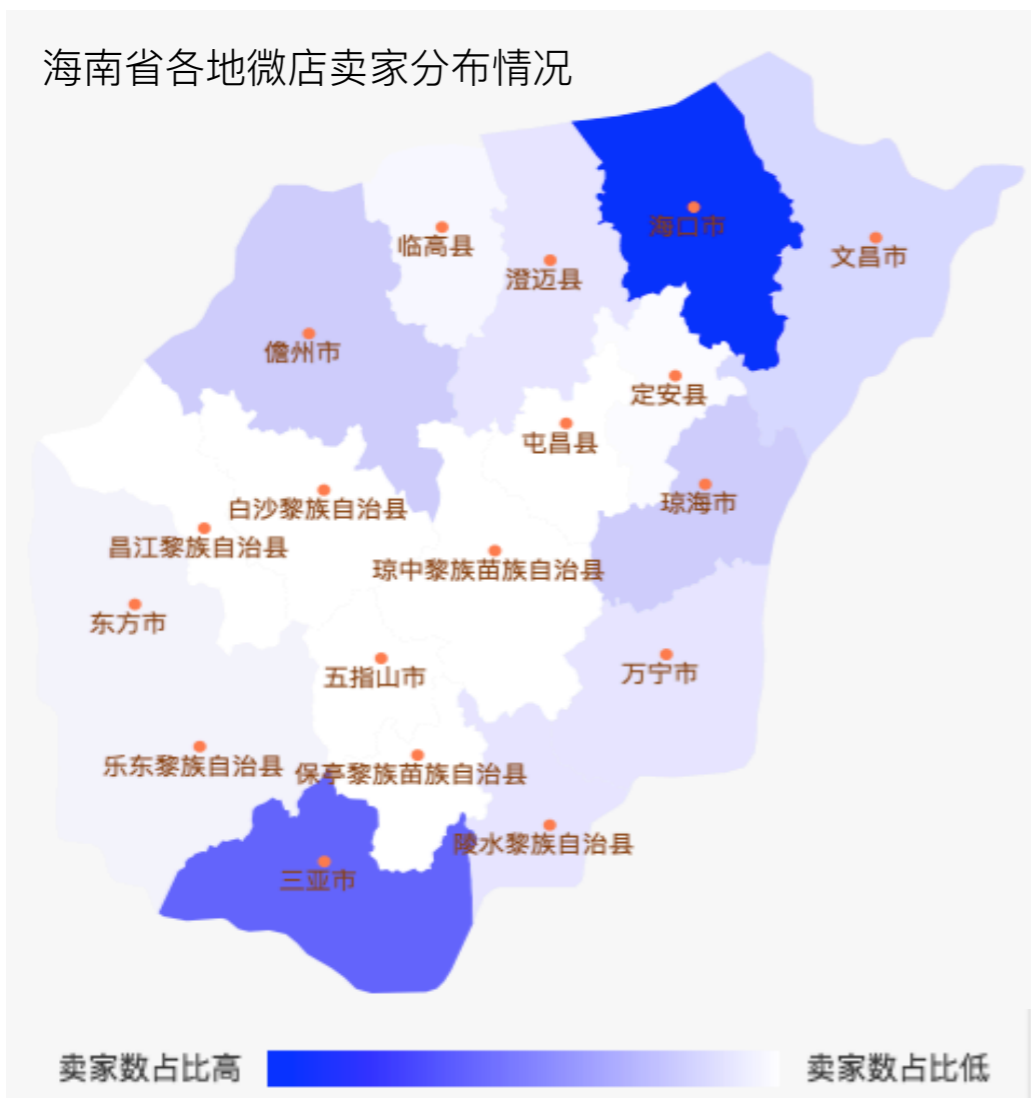 海南省各地微店卖家分布情况
海口市
临高县
文昌市
澄迈县
儋州市
定安县
屯昌县
琼海市
白沙黎族自治县
昌江黎族自治县
琼中黎族苗族自治县
东方市
万宁市
五指山市
乐东黎族自治县
保亭黎族苗族自治县
陵水黎族自治县
三亚市
卖家数占比高
卖家数占比低